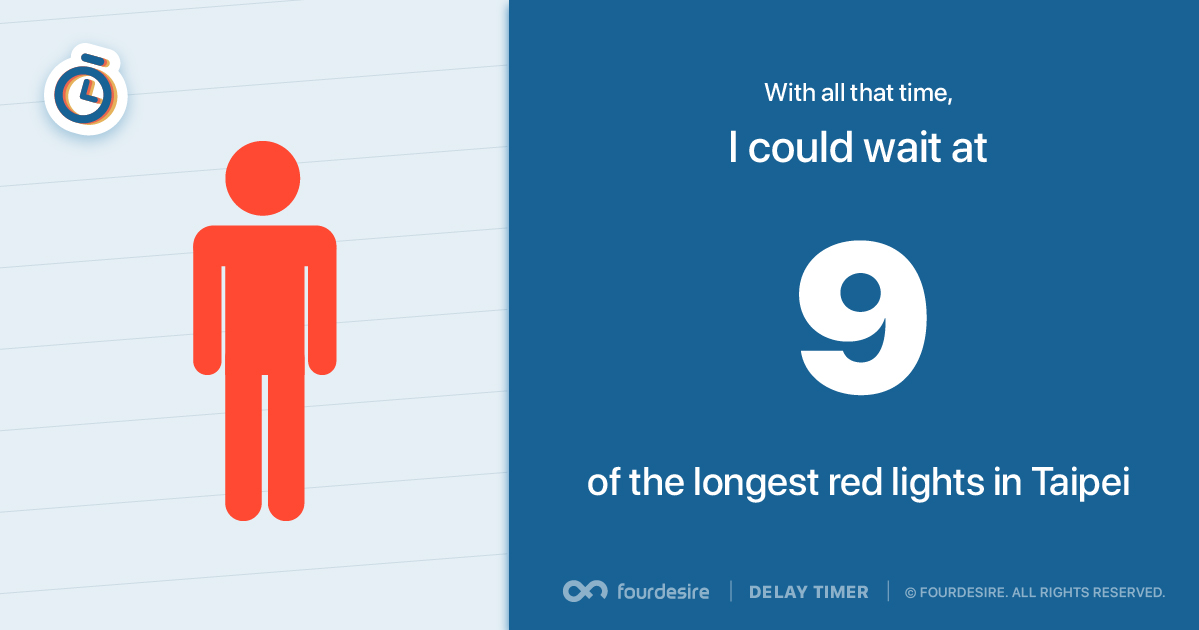 With all that time,
I could wait at
9
of the longest red lights in Taipei
fourdesire | DELAY TIMER | © FOURDESIRE. ALL RIGHTS RESERVED.